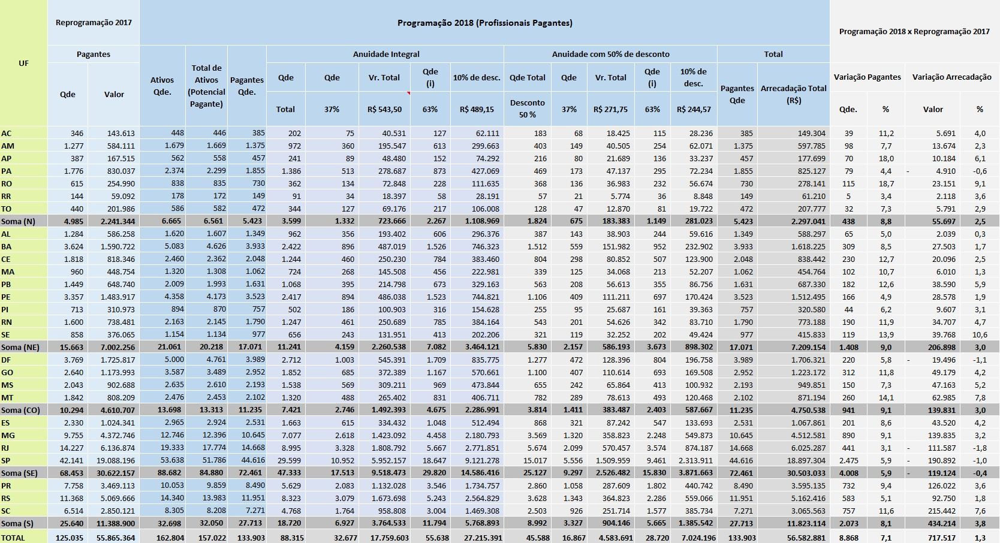 UF Reprogramação 2017 Programação 2018 (Profissionais Pagantes) Programação 2018 x Reprogramação 2017
Pagantes Ativos Qde. Total de Ativos (Potencial Pagante) Pagantes Qde. Anuidade Integral Anuidade com 50% de desconto Total
Qde Valor Qde Qde Vr. Total Qde (i) 10% de desc. Qde Total Qde Vr. Total Qde (i) 10% de desc. Pagantes Qde Arrecadação Total (R$) Variação Pagantes Variação Arrecadação
Total 37% R$ 543,50 63% R$ 489,15 Desconto 50 % 37% R$ 271,75 63% R$ 244,57 Qde. % Valor %
AC 346 143.613 448 446 385 202 75 40.531 127 62.111 183 68 18.425 115 28.236 385 149.304 39 11,2 5.691 4,0
AM 1.277 584.111 1.679 1.669 1.375 972 360 195.547 613 299.663 403 149 40.505 254 62.071 1.375 597.785 98 7,7 13.674 2,3
AP 387 167.515 562 558 457 241 89 48.480 152 74.292 216 80 21.689 136 33.237 457 177.699 70 18,0 10.184 6,1
PA 1.776 830.037 2.374 2.299 1.855 1.386 513 278.687 873 427.069 469 173 47.137 295 72.234 1.855 825.127 79 4,4 - 4.910 -0,6
RO 615 254.990 838 835 730 362 134 72.848 228 111.635 368 136 36.983 232 56.674 730 278.141 115 18,7 23.151 9,1
RR 144 59.092 178 172 149 91 34 18.397 58 28.191 57 21 5.774 36 8.848 149 61.210 5 3,4 2.118 3,6
TO 440 201.986 586 582 472 344 127 69.176 217 106.008 128 47 12.870 81 19.722 472 207.777 32 7,3 5.791 2,9
Soma (N) 4.985 2.241.344 6.665 6.561 5.423 3.599 1.332 723.666 2.267 1.108.969 1.824 675 183.383 1.149 281.023 5.423 2.297.041 438 8,8 55.697 2,5
AL 1.284 586.258 1.620 1.607 1.349 962 356 193.402 606 296.376 387 143 38.903 244 59.616 1.349 588.297 65 5,0 2.039 0,3
BA 3.624 1.590.722 5.083 4.626 3.933 2.422 896 487.019 1.526 746.323 1.512 559 151.982 952 232.902 3.933 1.618.225 309 8,5 27.503 1,7
CE 1.818 818.346 2.460 2.362 2.048 1.244 460 250.230 784 383.460 804 298 80.852 507 123.900 2.048 838.442 230 12,7 20.096 2,5
MA 960 448.754 1.320 1.308 1.062 724 268 145.508 456 222.981 339 125 34.068 213 52.207 1.062 454.764 102 10,7 6.010 1,3
PB 1.449 648.740 2.009 1.993 1.631 1.068 395 214.798 673 329.163 563 208 56.613 355 86.756 1.631 687.330 182 12,6 38.590 5,9
PE 3.357 1.483.917 4.358 4.173 3.523 2.417 894 486.038 1.523 744.821 1.106 409 111.211 697 170.424 3.523 1.512.495 166 4,9 28.578 1,9
PI 713 310.973 894 870 757 502 186 100.903 316 154.628 255 95 25.687 161 39.363 757 320.580 44 6,2 9.607 3,1
RN 1.600 738.481 2.163 2.145 1.790 1.247 461 250.689 785 384.164 543 201 54.626 342 83.710 1.790 773.188 190 11,9 34.707 4,7
SE 858 376.065 1.154 1.134 977 656 243 131.951 413 202.206 321 119 32.252 202 49.424 977 415.833 119 13,9 39.768 10,6
Soma (NE) 15.663 7.002.256 21.061 20.218 17.071 11.241 4.159 2.260.538 7.082 3.464.121 5.830 2.157 586.193 3.673 898.302 17.071 7.209.154 1.408 9,0 206.898 3,0
DF 3.769 1.725.817 5.000 4.761 3.989 2.712 1.003 545.391 1.709 835.775 1.277 472 128.396 804 196.758 3.989 1.706.321 220 5,8 - 19.496 -1,1
GO 2.640 1.173.993 3.587 3.489 2.952 1.852 685 372.389 1.167 570.661 1.100 407 110.614 693 169.508 2.952 1.223.172 312 11,8 49.179 4,2
MS 2.043 902.688 2.635 2.610 2.193 1.538 569 309.211 969 473.844 655 242 65.864 413 100.932 2.193 949.851 150 7,3 47.163 5,2
MT 1.842 808.209 2.476 2.453 2.102 1.320 488 265.402 831 406.711 782 289 78.613 493 120.468 2.102 871.194 260 14,1 62.985 7,8
Soma (CO) 10.294 4.610.707 13.698 13.313 11.235 7.421 2.746 1.492.393 4.675 2.286.991 3.814 1.411 383.487 2.403 587.667 11.235 4.750.538 941 9,1 139.831 3,0
ES 2.330 1.024.341 2.965 2.924 2.531 1.663 615 334.432 1.048 512.494 868 321 87.242 547 133.693 2.531 1.067.861 201 8,6 43.520 4,2
MG 9.755 4.372.746 12.746 12.396 10.645 7.077 2.618 1.423.092 4.458 2.180.793 3.569 1.320 358.823 2.248 549.873 10.645 4.512.581 890 9,1 139.835 3,2
RJ 14.227 6.136.874 19.333 17.774 14.668 8.995 3.328 1.808.792 5.667 2.771.851 5.674 2.099 570.457 3.574 874.187 14.668 6.025.287 441 3,1 - 111.587 -1,8
SP 42.141 19.088.196 53.638 51.786 44.616 29.599 10.952 5.952.157 18.647 9.121.278 15.017 5.556 1.509.959 9.461 2.313.911 44.616 18.897.304 2.475 5,9 - 190.892 -1,0
Soma (SE) 68.453 30.622.157 88.682 84.880 72.461 47.333 17.513 9.518.473 29.820 14.586.416 25.127 9.297 2.526.482 15.830 3.871.663 72.461 30.503.033 4.008 5,9 - 119.124 -0,4
PR 7.758 3.469.113 10.053 9.859 8.490 5.629 2.083 1.132.028 3.546 1.734.757 2.860 1.058 287.609 1.802 440.742 8.490 3.595.135 732 9,4 126.022 3,6
RS 11.368 5.069.666 14.340 13.983 11.951 8.323 3.079 1.673.698 5.243 2.564.829 3.628 1.343 364.823 2.286 559.066 11.951 5.162.416 583 5,1 92.750 1,8
SC 6.514 2.850.121 8.305 8.208 7.271 4.768 1.764 958.808 3.004 1.469.308 2.503 926 251.714 1.577 385.734 7.271 3.065.563 757 11,6 215.442 7,6
Soma (S) 25.640 11.388.900 32.698 32.050 27.713 18.720 6.927 3.764.533 11.794 5.768.893 8.992 3.327 904.146 5.665 1.385.542 27.713 11.823.114 2.073 8,1 434.214 3,8
TOTAL 125.035 55.865.364 162.804 157.022 133.903 88.315 32.677 17.759.603 55.638 27.215.391 45.588 16.867 4.583.691 28.720 7.024.196 133.903 56.582.881 8.868 7,1 717.517 1,3